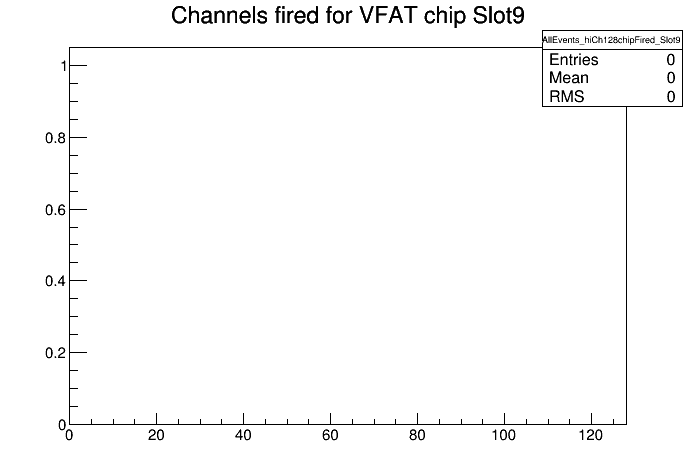 Channels fired for VFAT chip Slot9
AllEvents_hiCh128chipFired_Slot9
Entries 0
Mean 0
RMS 0
1
0.8
0.6
0.4
0.2
0
0 20 40 60 80 100 120